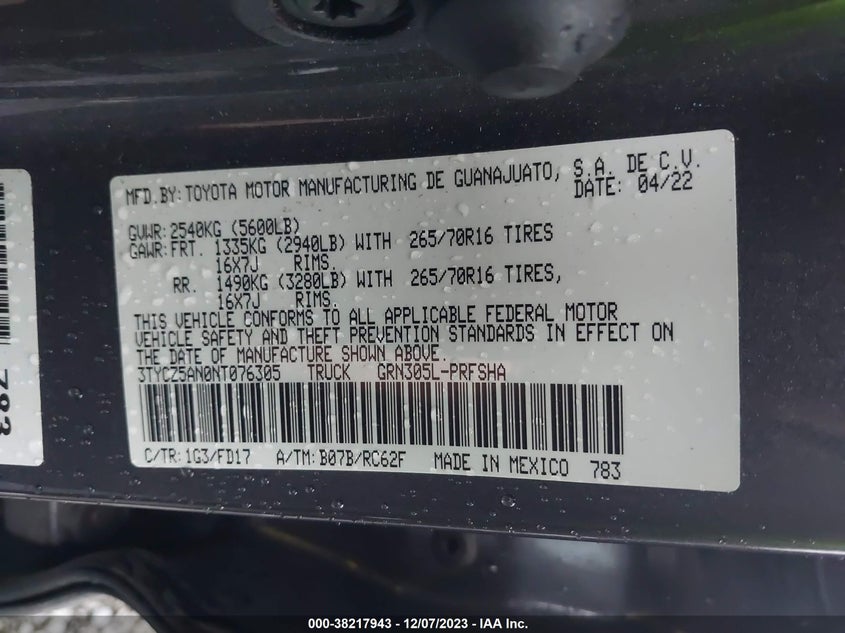 MFD.BY:TOYOTA MOTOR MANUFACTURING DE GUANAJUATO, S.A. DE C.V.
DATE: 04/22
GVWR:2540KG (5600LB)
GAWR:FRT. 1335KG (2940LB) WITH 265/70R16 TIRES
16X7J RIMS.
RR. 1490KG (3280LB) WITH 265/70R16 TIRES,
16X7J RIMS.
THIS VEHICLE CONFORMS TO ALL APPLICABLE FEDERAL MOTOR
VEHICLE SAFETY AND THEFT PREVENTION STANDARDS IN EFFECT ON
THE DATE OF MANUFACTURE SHOWN ABOVE.
3TYCZ5AN0NT076305 TRUCK GRN305L-PRFSHA
C/TR:1G3/FD17 A/TM:B07B/RC62F MADE IN MEXICO 783
783
000-38217943 - 12/07/2023 - IAA Inc.